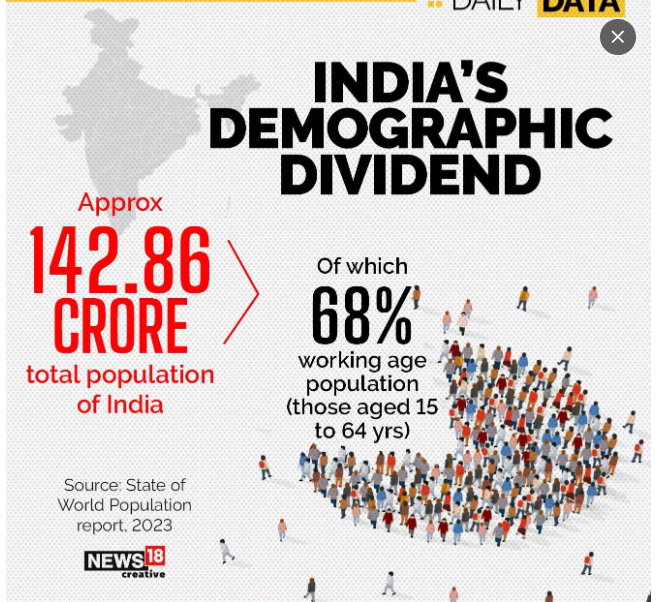 DAILY DATA
INDIA'S
DEMOGRAPHIC
DIVIDEND
Approx
142.86
CRORE
total population
of India
Of which
68%
working age
population
(those aged 15
to 64 yrs)
Source: State of
World Population
report, 2023
NEWS18
creative